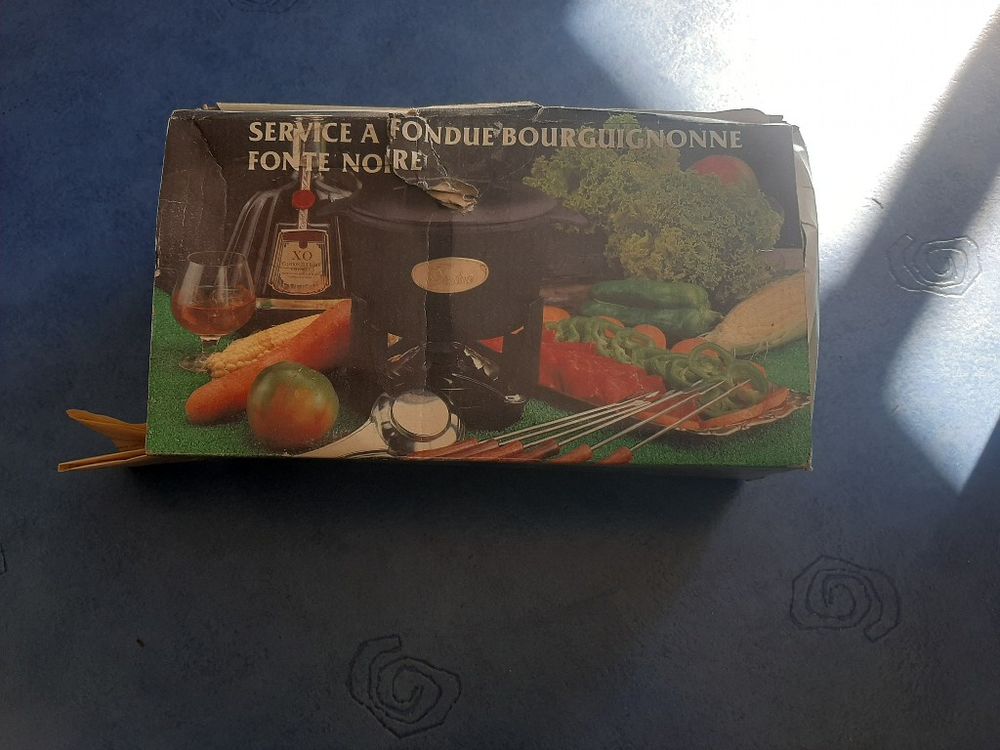 SERVICE A FONDUE BOURGUIGNONNE
FONTE NOIRE
XO